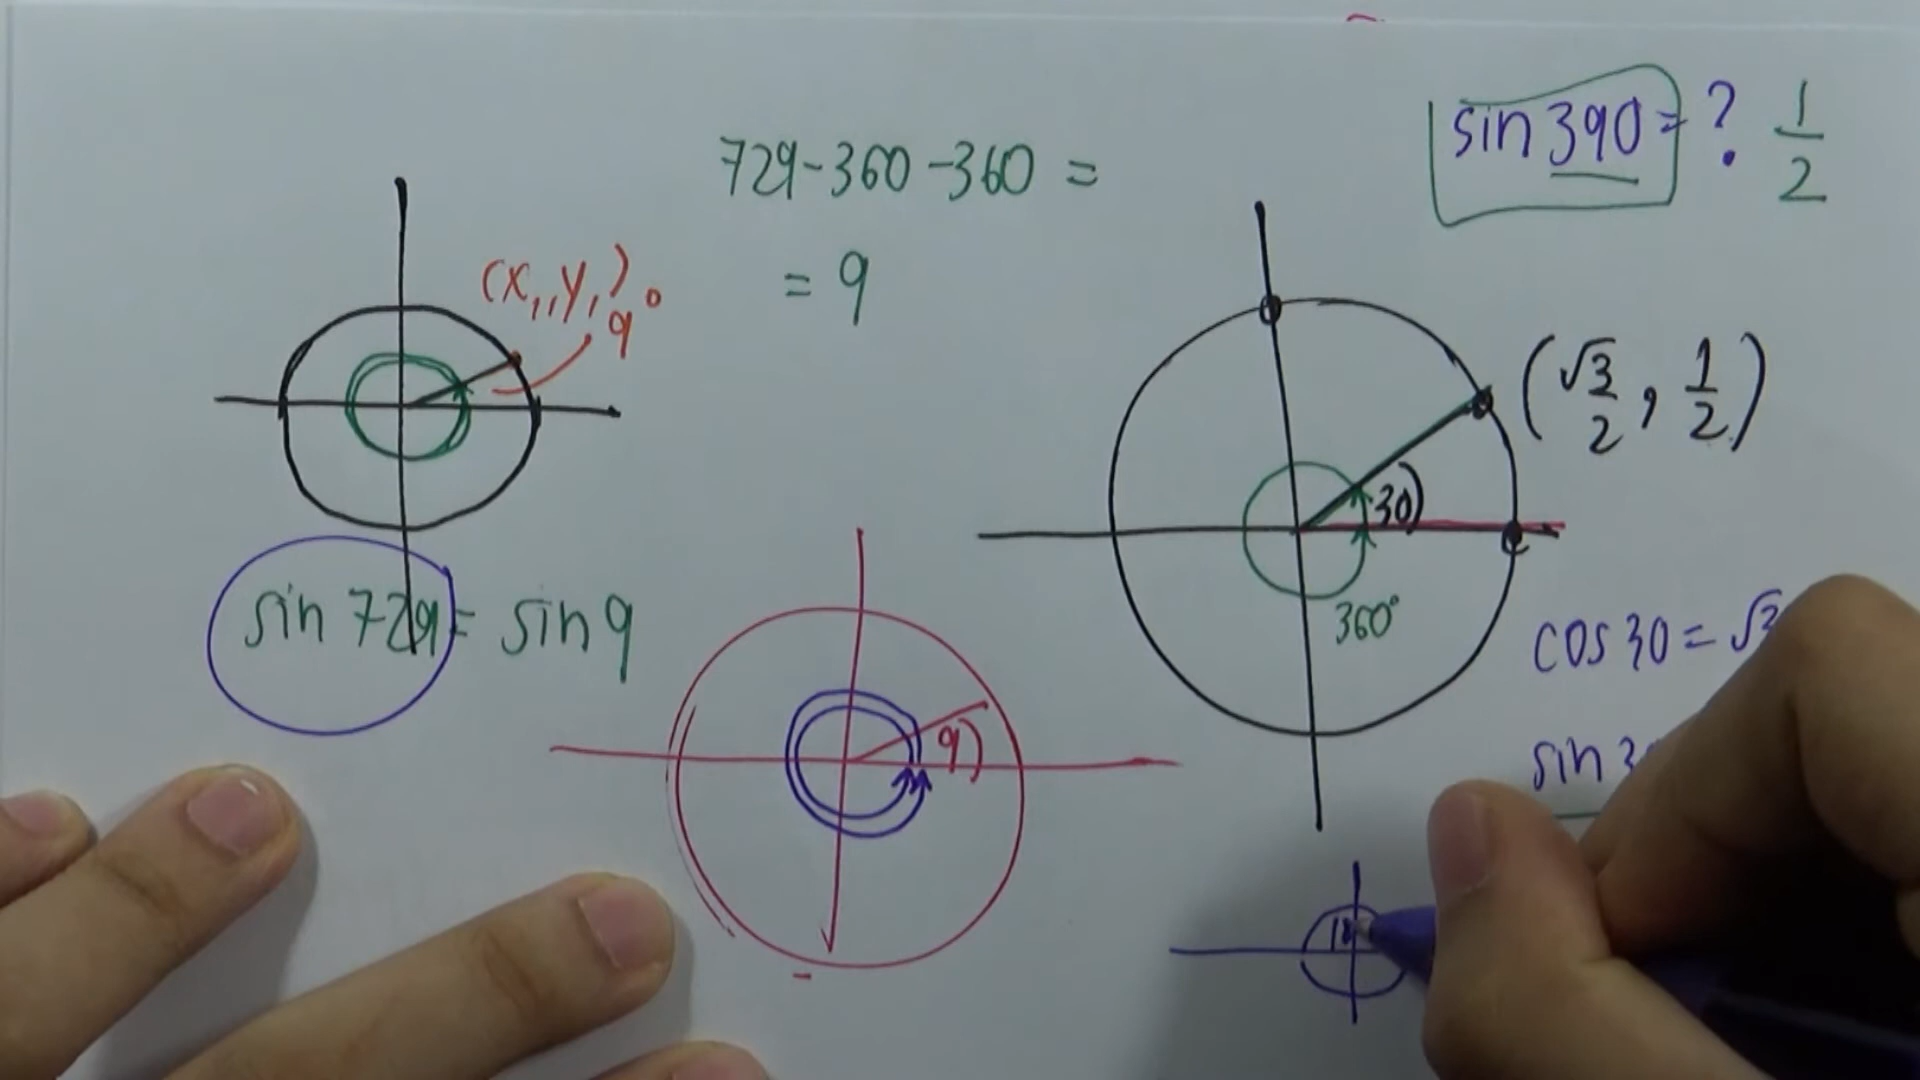 729-360-360 =
= 9
(x₁,y₁)
9°
sin 729 = sin 9
9
sin 390 = ? 1/2
(√3/2, 1/2)
30
360°
cos 30 =
sin